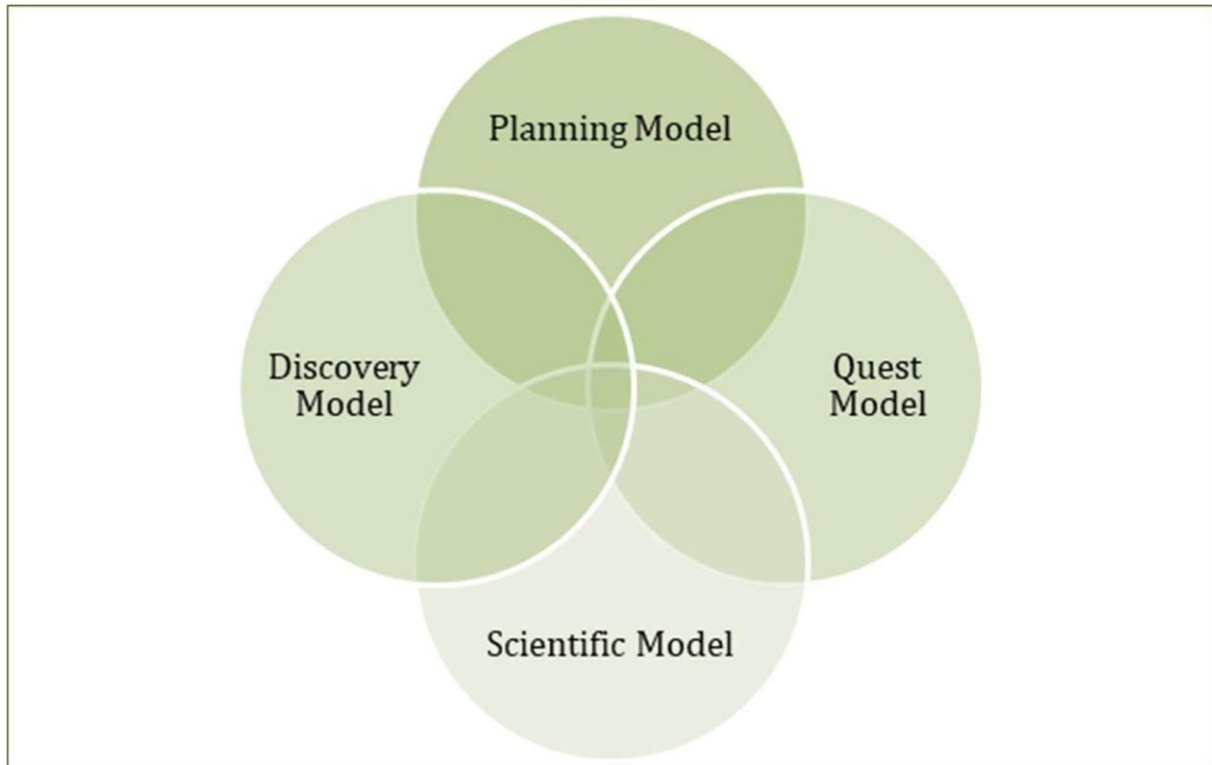 Planning Model
Discovery
Model
Quest
Model
Scientific Model